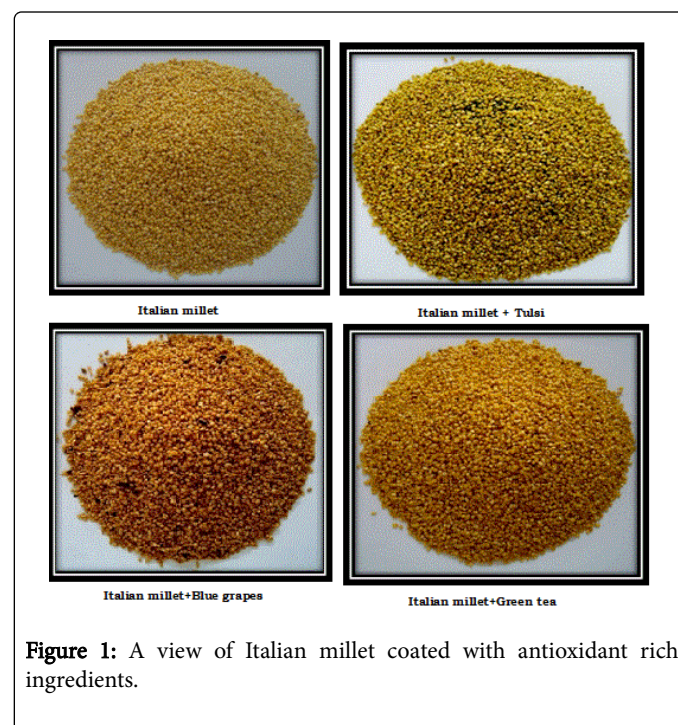 Italian millet
Italian millet + Tulsi
Italian millet+Blue grapes
Italian millet+Green tea
Figure 1: A view of Italian millet coated with antioxidant rich
ingredients.